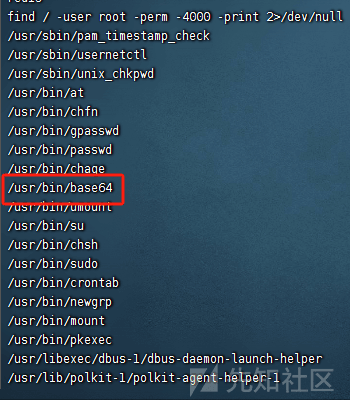 redis
find / -user root -perm -4000 -print 2>/dev/null
/usr/sbin/pam_timestamp_check
/usr/sbin/usernetctl
/usr/sbin/unix_chkpwd
/usr/bin/at
/usr/bin/chfn
/usr/bin/gpasswd
/usr/bin/passwd
/usr/bin/chage
/usr/bin/base64
/usr/bin/umount
/usr/bin/su
/usr/bin/chsh
/usr/bin/sudo
/usr/bin/crontab
/usr/bin/newgrp
/usr/bin/mount
/usr/bin/pkexec
/usr/libexec/dbus-1/dbus-daemon-launch-helper
/usr/lib/polkit-1/polkit-agent-helper-1
先知社区